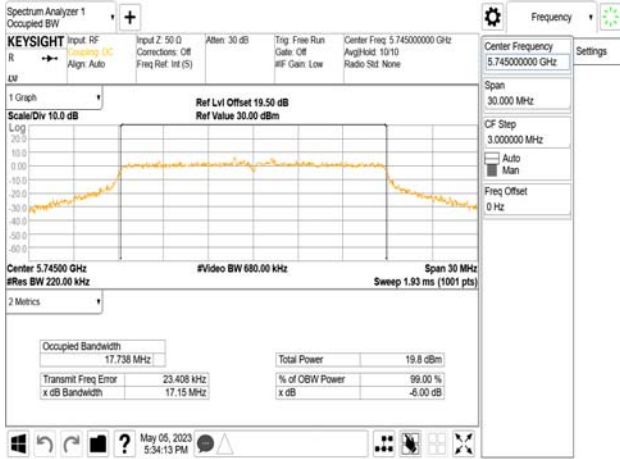 Spectrum Analyzer 1
Occupied BW
Frequency
Settings
KEYSIGHT
R
Input: RF
Coupling: DC
Align: Auto
Input Z: 50 Ω
Corrections: Off
Freq Ref: Int (S)
Atten: 30 dB
Trig: Free Run
Gate: Off
#IF Gain: Low
Center Freq: 5.745000000 GHz
Avg|Hold: 10/10
Radio Std: None
1 Graph
Scale/Div 10.0 dB
Ref Lvl Offset 19.50 dB
Ref Value 30.00 dBm
Log
20.0
10.0
0.00
-10.0
-20.0
-30.0
-40.0
-50.0
-60.0
Center 5.74500 GHz
#Res BW 220.00 kHz
#Video BW 680.00 kHz
Span 30 MHz
Sweep 1.93 ms (1001 pts)
2 Metrics
Occupied Bandwidth
17.738 MHz
Transmit Freq Error 23.408 kHz
x dB Bandwidth 17.15 MHz
Total Power 19.8 dBm
% of OBW Power 99.00 %
x dB -6.00 dB
Center Frequency
5.745000000 GHz
Span
30.000 MHz
CF Step
3.000000 MHz
Auto
Man
Freq Offset
0 Hz
?
May 05, 2023
5:34:13 PM